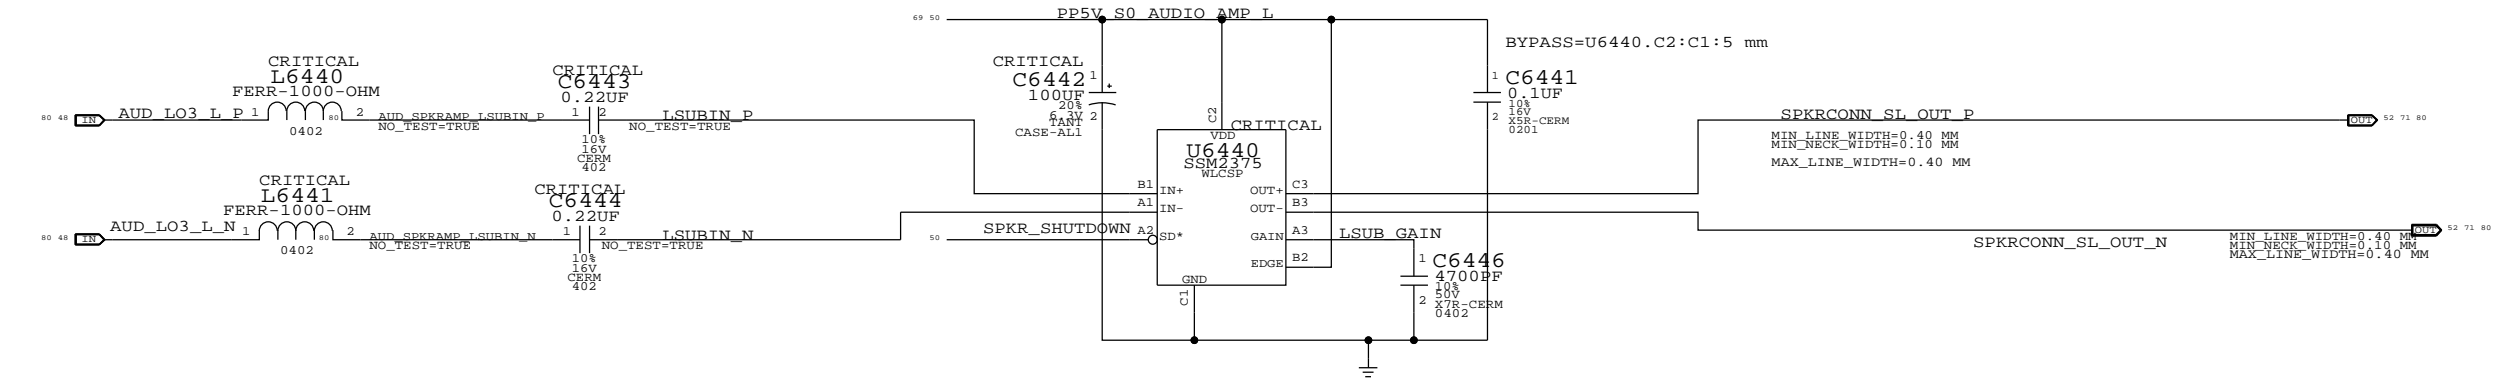 69 50
PP5V_S0_AUDIO_AMP_L
BYPASS=U6440.C2:C1:5 mm
CRITICAL
L6440
FERR-1000-OHM
80 48
IN
AUD_LO3_L_P
1
2
80
0402
AUD_SPKRAMP_LSUBIN_P
NO_TEST=TRUE
CRITICAL
C6443
0.22UF
1
2
10%
16V
CERM
402
LSUBIN_P
NO_TEST=TRUE
CRITICAL
L6441
FERR-1000-OHM
80 48
IN
AUD_LO3_L_N
1
2
80
0402
AUD_SPKRAMP_LSUBIN_N
NO_TEST=TRUE
CRITICAL
C6444
0.22UF
1
2
10%
16V
CERM
402
LSUBIN_N
NO_TEST=TRUE
CRITICAL
C6442
1
100UF
20%
6.3V
2
TANT
CASE-AL1
50
SPKR_SHUTDOWN
C2
VDD
CRITICAL
U6440
SSM2375
WLCSP
B1
IN+
OUT+
C3
A1
IN-
OUT-
B3
A2
SD*
GAIN
A3
EDGE
B2
GND
C1
LSUB_GAIN
1
C6446
4700PF
10%
50V
2
X7R-CERM
0402
1
C6441
0.1UF
10%
16V
2
X5R-CERM
0201
SPKRCONN_SL_OUT_P
MIN_LINE_WIDTH=0.40 MM
MIN_NECK_WIDTH=0.10 MM
MAX_LINE_WIDTH=0.40 MM
OUT
52 71 80
SPKRCONN_SL_OUT_N
MIN_LINE_WIDTH=0.40 MM
MIN_NECK_WIDTH=0.10 MM
MAX_LINE_WIDTH=0.40 MM
OUT
52 71 80